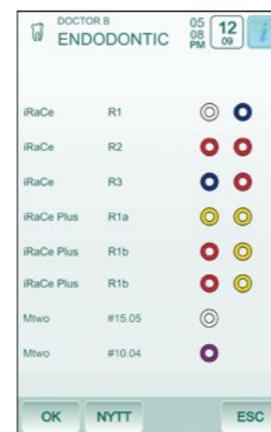 DOCTOR B
ENDODONTIC
05
08
PM
12
09
i
iRaCe R1
iRaCe R2
iRaCe R3
iRaCe Plus R1a
iRaCe Plus R1b
iRaCe Plus R1b
Mtwo #15.05
Mtwo #10.04
OK NYTT ESC